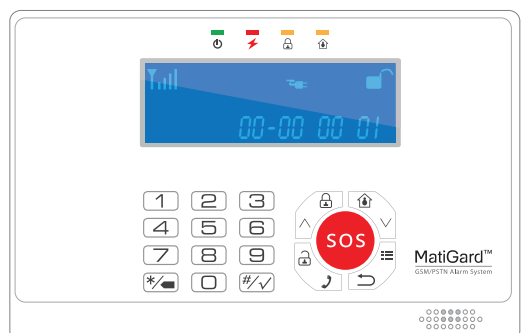 00-00 00 01
1 2 3
4 5 6
7 8 9
*/ 0 #/√
SOS
MatiGard™
GSM/PSTN Alarm System